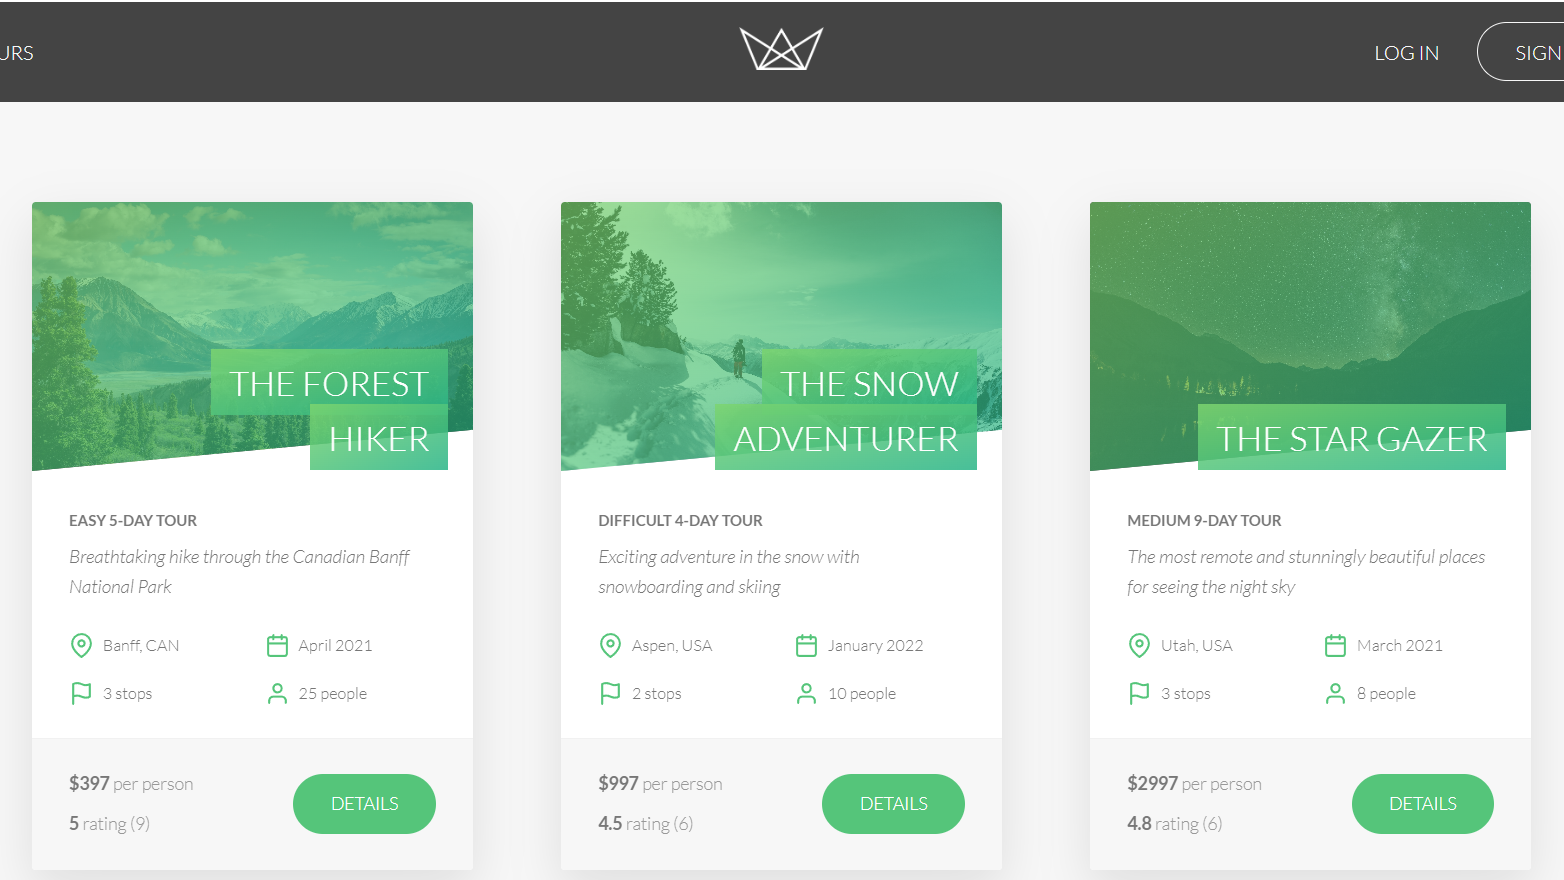 URS
LOG IN
SIGN
THE FOREST
HIKER
EASY 5-DAY TOUR
Breathtaking hike through the Canadian Banff
National Park
Banff, CAN
April 2021
3 stops
25 people
$397 per person
5 rating (9)
DETAILS
THE SNOW
ADVENTURER
DIFFICULT 4-DAY TOUR
Exciting adventure in the snow with
snowboarding and skiing
Aspen, USA
January 2022
2 stops
10 people
$997 per person
4.5 rating (6)
DETAILS
THE STAR GAZER
MEDIUM 9-DAY TOUR
The most remote and stunningly beautiful places
for seeing the night sky
Utah, USA
March 2021
3 stops
8 people
$2997 per person
4.8 rating (6)
DETAILS